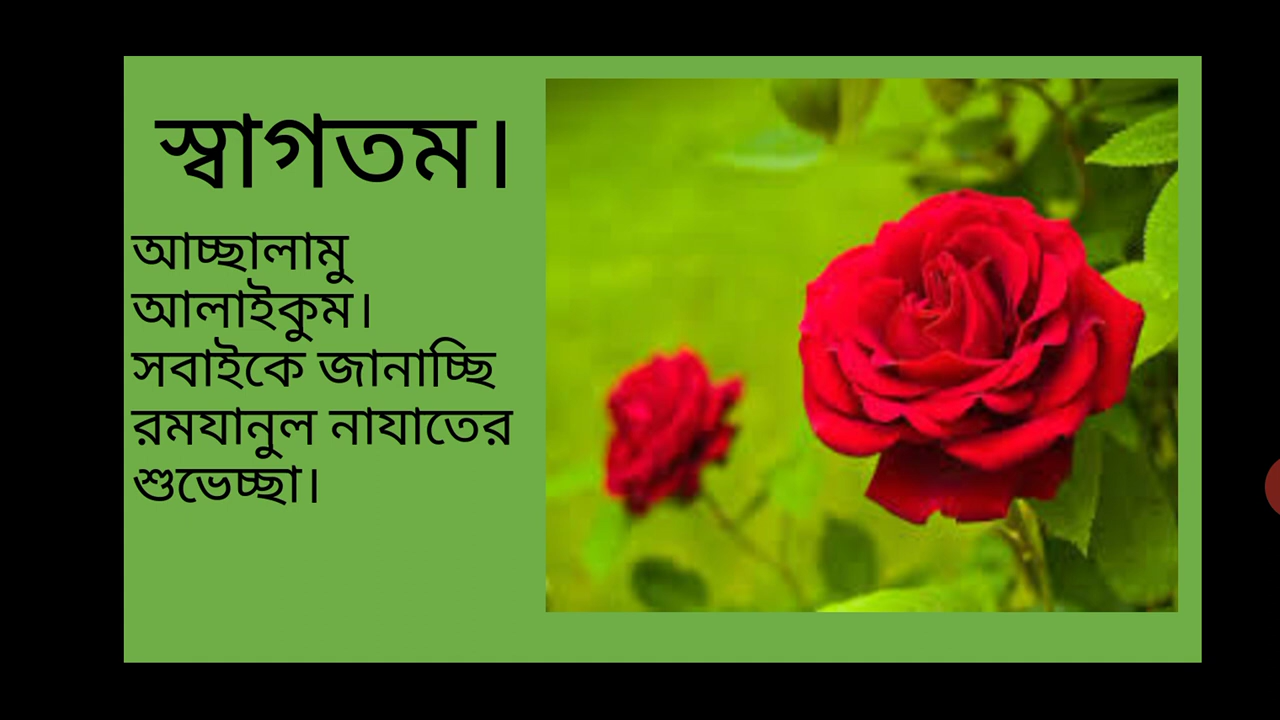 স্বাগতম।
আচ্ছালামু
আলাইকুম।
সবাইকে জানাচ্ছি
রমযানুল নাযাতের
শুভেচ্ছা।